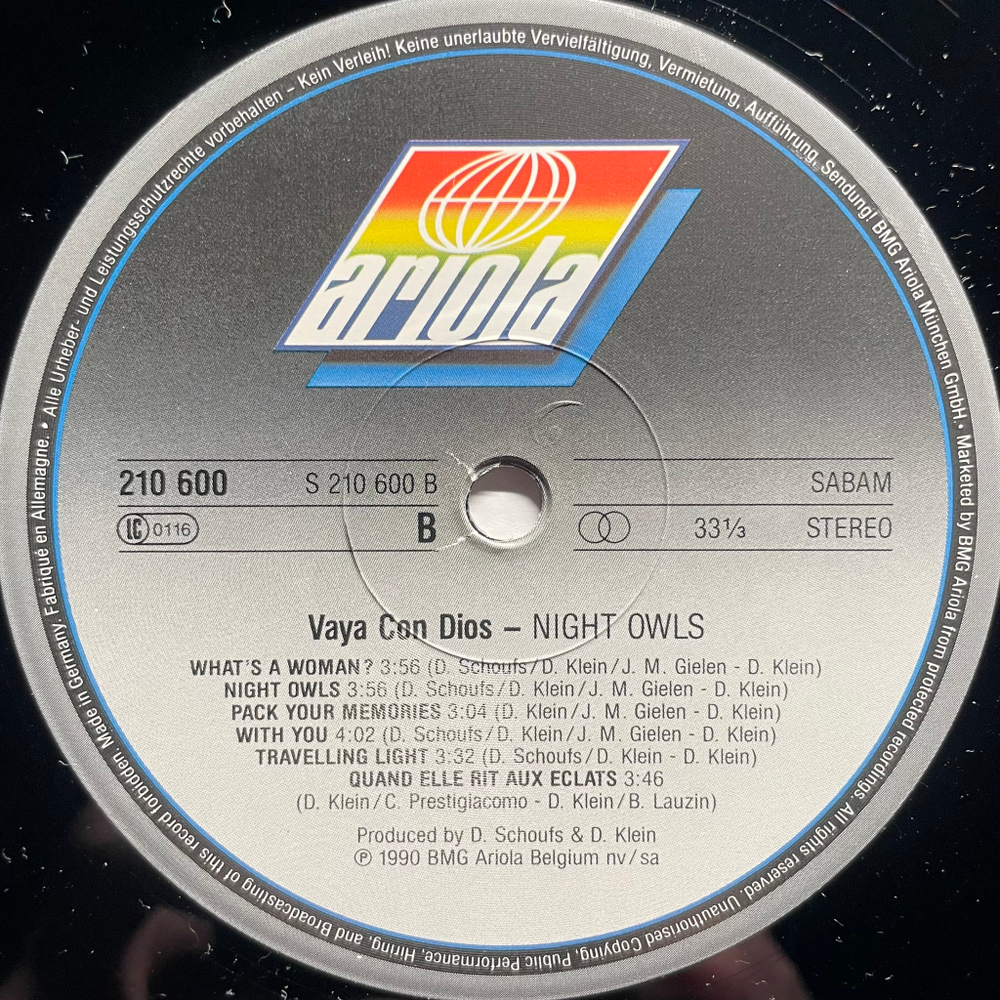 Made in Germany. Fabriqué en Allemagne. • Alle Urheber- und Leistungsschutzrechte vorbehalten – Kein Verleih! Keine unerlaubte Vervielfältigung, Vermietung, Aufführung, Sendung! BMG Ariola München GmbH. • Marketed by BMG Ariola from protected recordings. All rights reserved. Unauthorised Copying, Public Performance, Hiring, and Broadcasting of this record forbidden.
ariola
210 600 S 210 600 B SABAM
LC 0116 B 33⅓ STEREO
Vaya Con Dios – NIGHT OWLS
WHAT'S A WOMAN? 3:56 (D. Schoufs/D. Klein/J. M. Gielen - D. Klein)
NIGHT OWLS 3:56 (D. Schoufs/D. Klein/J. M. Gielen - D. Klein)
PACK YOUR MEMORIES 3:04 (D. Klein/J. M. Gielen - D. Klein)
WITH YOU 4:02 (D. Schoufs/D. Klein/J. M. Gielen - D. Klein)
TRAVELLING LIGHT 3:32 (D. Schoufs/D. Klein - D. Klein)
QUAND ELLE RIT AUX ECLATS 3:46
(D. Klein/C. Prestigiacomo - D. Klein/B. Lauzin)
Produced by D. Schoufs & D. Klein
℗ 1990 BMG Ariola Belgium nv/sa